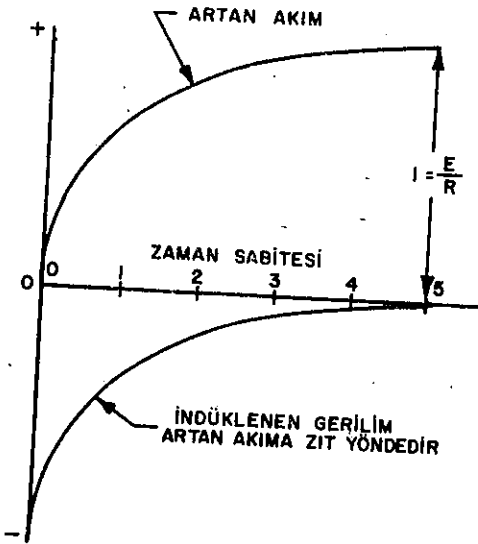 +
ARTAN AKIM
I = E/R
ZAMAN SABİTESİ
0 0 1 2 3 4 5
İNDÜKLENEN GERİLİM
ARTAN AKIMA ZIT YÖNDEDİR
−